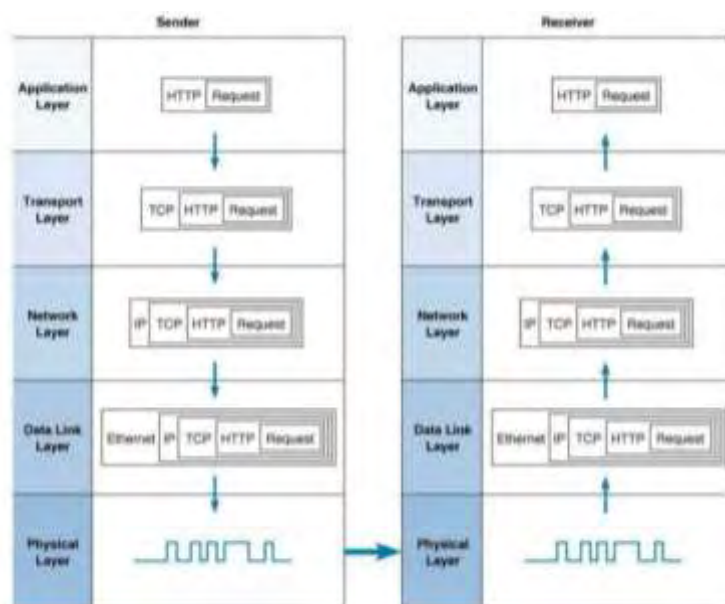 Sender
Receiver
Application
Layer
HTTP Request
Application
Layer
HTTP Request
Transport
Layer
TCP HTTP Request
Transport
Layer
TCP HTTP Request
Network
Layer
IP TCP HTTP Request
Network
Layer
IP TCP HTTP Request
Data Link
Layer
Ethernet IP TCP HTTP Request
Data Link
Layer
Ethernet IP TCP HTTP Request
Physical
Layer
Physical
Layer